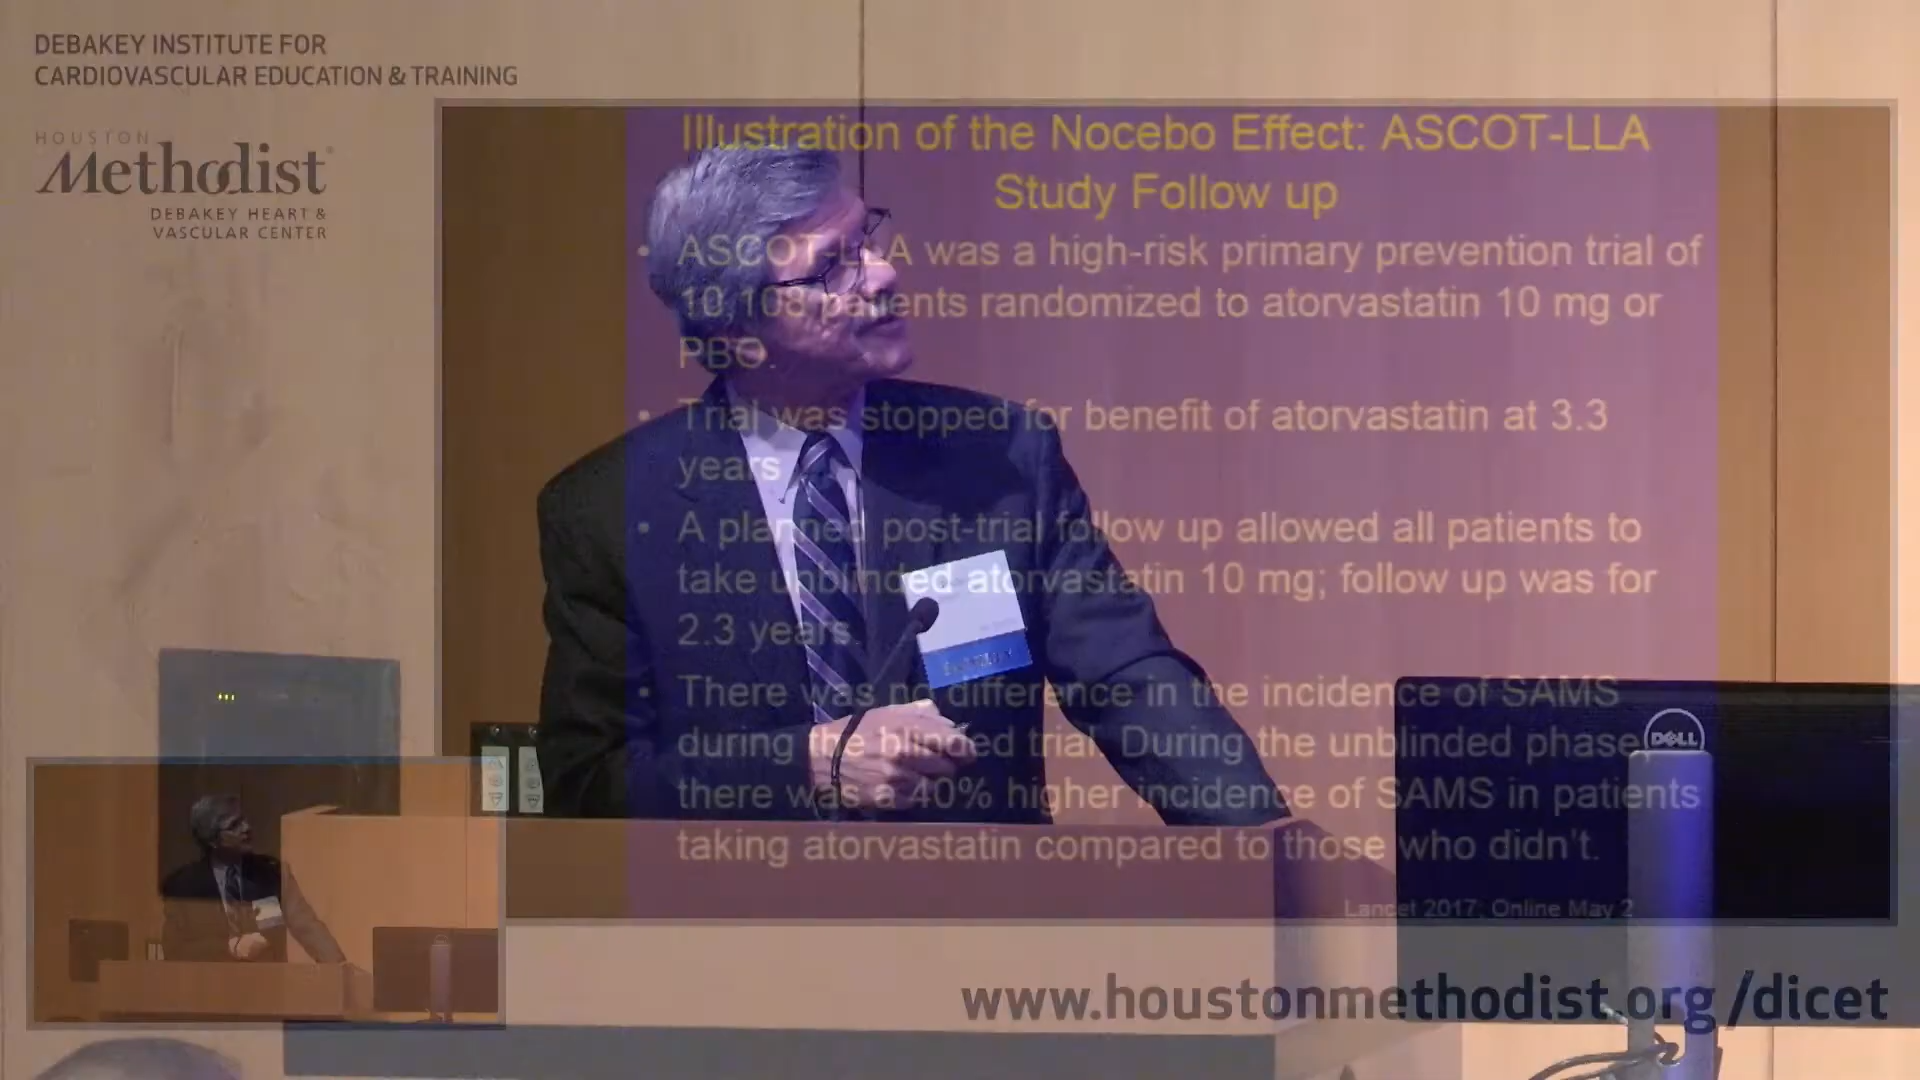 DEBAKEY INSTITUTE FOR
CARDIOVASCULAR EDUCATION & TRAINING
HOUSTON
Methodist
DEBAKEY HEART &
VASCULAR CENTER
Illustration of the Nocebo Effect: ASCOT-LLA
Study Follow up
• ASCOT-LLA was a high-risk primary prevention trial of
10,108 patients randomized to atorvastatin 10 mg or
PBO.
• Trial was stopped for benefit of atorvastatin at 3.3
years
• A planned post-trial follow up allowed all patients to
take unblinded atorvastatin 10 mg; follow up was for
2.3 years.
• There was no difference in the incidence of SAMS
during the blinded trial. During the unblinded phase,
there was a 40% higher incidence of SAMS in patients
taking atorvastatin compared to those who didn't.
Lancet 2017; Online May 2
DELL
www.houstonmethodist.org/dicet